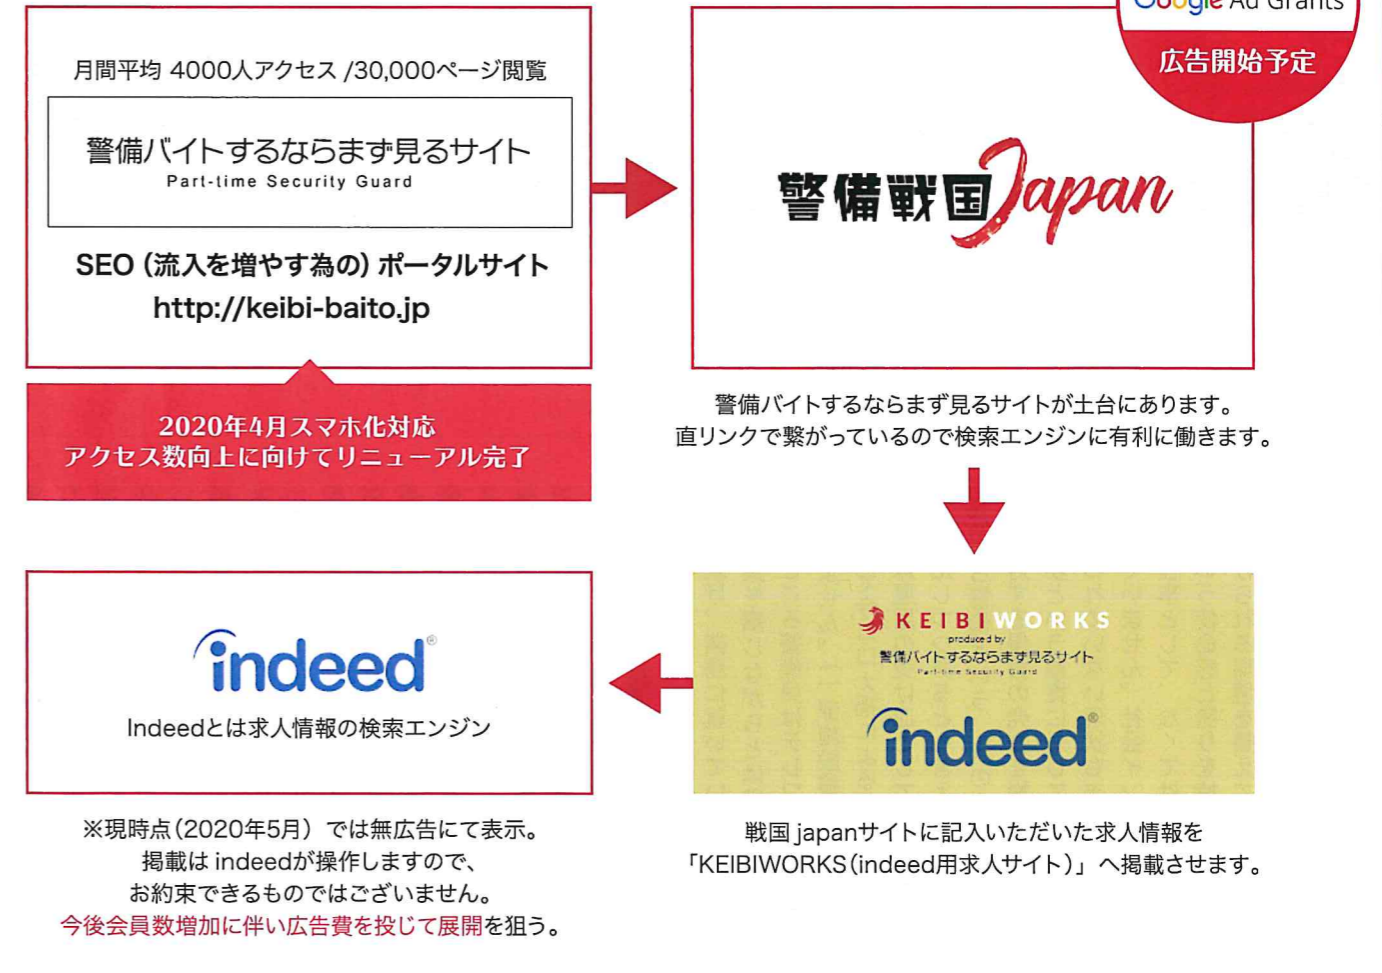 月間平均 4000人アクセス /30,000ページ閲覧
警備バイトするならまず見るサイト
Part-time Security Guard
SEO（流入を増やす為の）ポータルサイト
http://keibi-baito.jp
2020年4月スマホ化対応
アクセス数向上に向けてリニューアル完了
Google Ad Grants
広告開始予定
警備戦国Japan
警備バイトするならまず見るサイトが土台にあります。
直リンクで繋がっているので検索エンジンに有利に働きます。
KEIBIWORKS
produced by
警備バイトするならまず見るサイト
Part-time Security Guard
indeed®
戦国japanサイトに記入いただいた求人情報を
「KEIBIWORKS（indeed用求人サイト）」へ掲載させます。
indeed®
Indeedとは求人情報の検索エンジン
※現時点（2020年5月）では無広告にて表示。
掲載は indeedが操作しますので、
お約束できるものではございません。
今後会員数増加に伴い広告費を投じて展開を狙う。